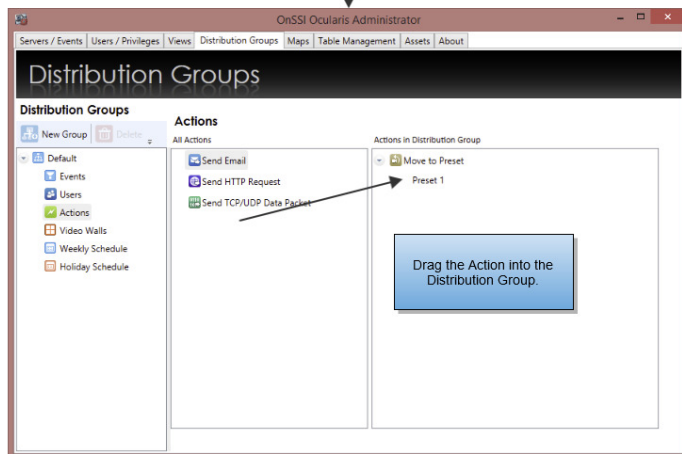 OnSSI Ocularis Administrator
Servers / Events Users / Privileges Views Distribution Groups Maps Table Management Assets About
Distribution Groups
Distribution Groups
New Group Delete
Default
Events
Users
Actions
Video Walls
Weekly Schedule
Holiday Schedule
Actions
All Actions
Send Email
Send HTTP Request
Send TCP/UDP Data Packet
Actions in Distribution Group
Move to Preset
Preset 1
Drag the Action into the
Distribution Group.